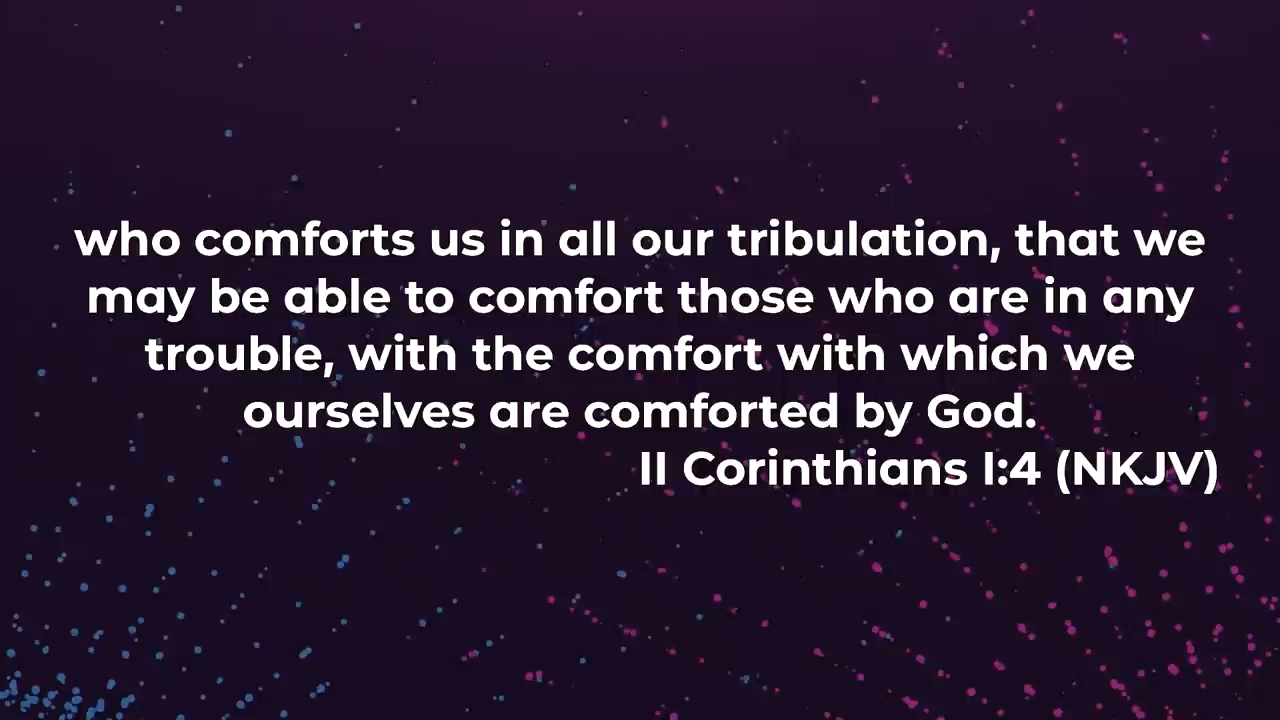 who comforts us in all our tribulation, that we
may be able to comfort those who are in any
trouble, with the comfort with which we
ourselves are comforted by God.
II Corinthians I:4 (NKJV)